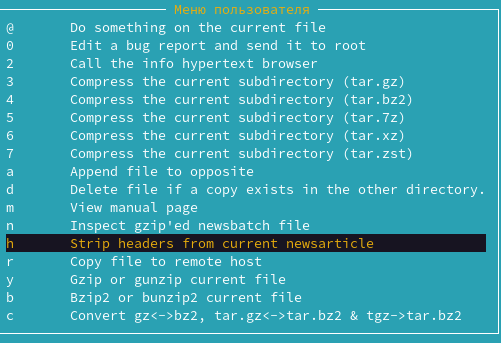 Меню пользователя
@ Do something on the current file
0 Edit a bug report and send it to root
2 Call the info hypertext browser
3 Compress the current subdirectory (tar.gz)
4 Compress the current subdirectory (tar.bz2)
5 Compress the current subdirectory (tar.7z)
6 Compress the current subdirectory (tar.xz)
7 Compress the current subdirectory (tar.zst)
a Append file to opposite
d Delete file if a copy exists in the other directory.
m View manual page
n Inspect gzip'ed newsbatch file
h Strip headers from current newsarticle
r Copy file to remote host
y Gzip or gunzip current file
b Bzip2 or bunzip2 current file
c Convert gz<->bz2, tar.gz<->tar.bz2 & tgz->tar.bz2